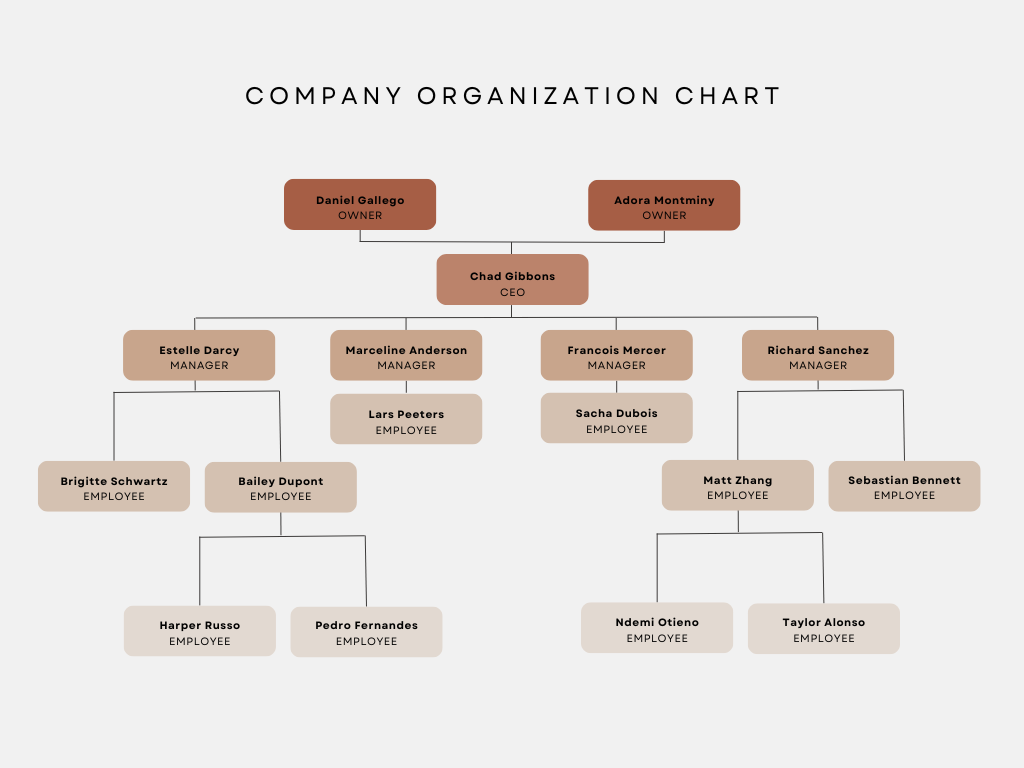 COMPANY ORGANIZATION CHART
Daniel Gallego
OWNER
Adora Montminy
OWNER
Chad Gibbons
CEO
Estelle Darcy
MANAGER
Marceline Anderson
MANAGER
Francois Mercer
MANAGER
Richard Sanchez
MANAGER
Lars Peeters
EMPLOYEE
Sacha Dubois
EMPLOYEE
Brigitte Schwartz
EMPLOYEE
Bailey Dupont
EMPLOYEE
Matt Zhang
EMPLOYEE
Sebastian Bennett
EMPLOYEE
Harper Russo
EMPLOYEE
Pedro Fernandes
EMPLOYEE
Ndemi Otieno
EMPLOYEE
Taylor Alonso
EMPLOYEE